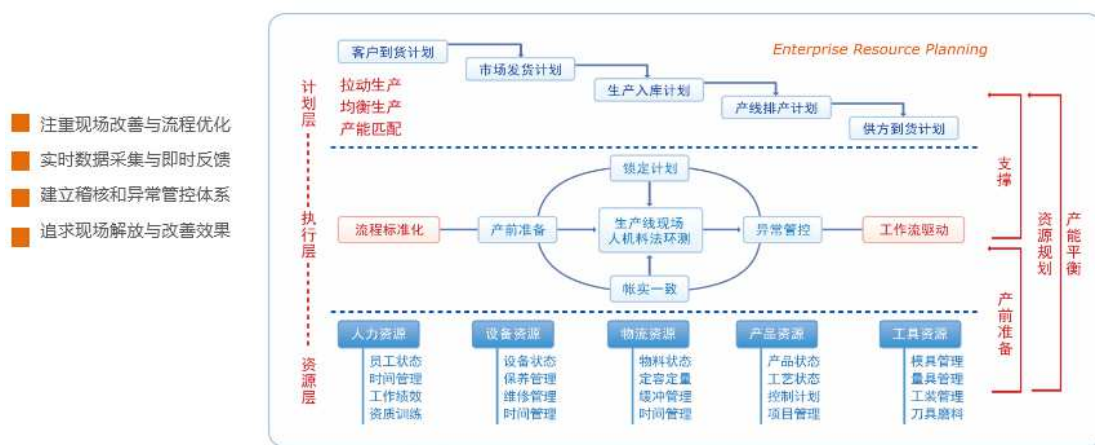 注重现场改善与流程优化
实时数据采集与即时反馈
建立稽核和异常管控体系
追求现场解放与改善效果
Enterprise Resource Planning
客户到货计划
市场发货计划
生产入库计划
产线排产计划
供方到货计划
计划层
拉动生产
均衡生产
产能匹配
执行层
锁定计划
流程标准化
产前准备
生产线现场
人机料法环测
异常管控
工作流驱动
帐实一致
资源层
人力资源
员工状态
时间管理
工作绩效
资质训练
设备资源
设备状态
保养管理
维修管理
时间管理
物流资源
物料状态
定容定量
缓冲管理
时间管理
产品资源
产品状态
工艺状态
控制计划
项目管理
工具资源
模具管理
量具管理
工装管理
刀具磨料
支撑
产前准备
资源规划
产能平衡